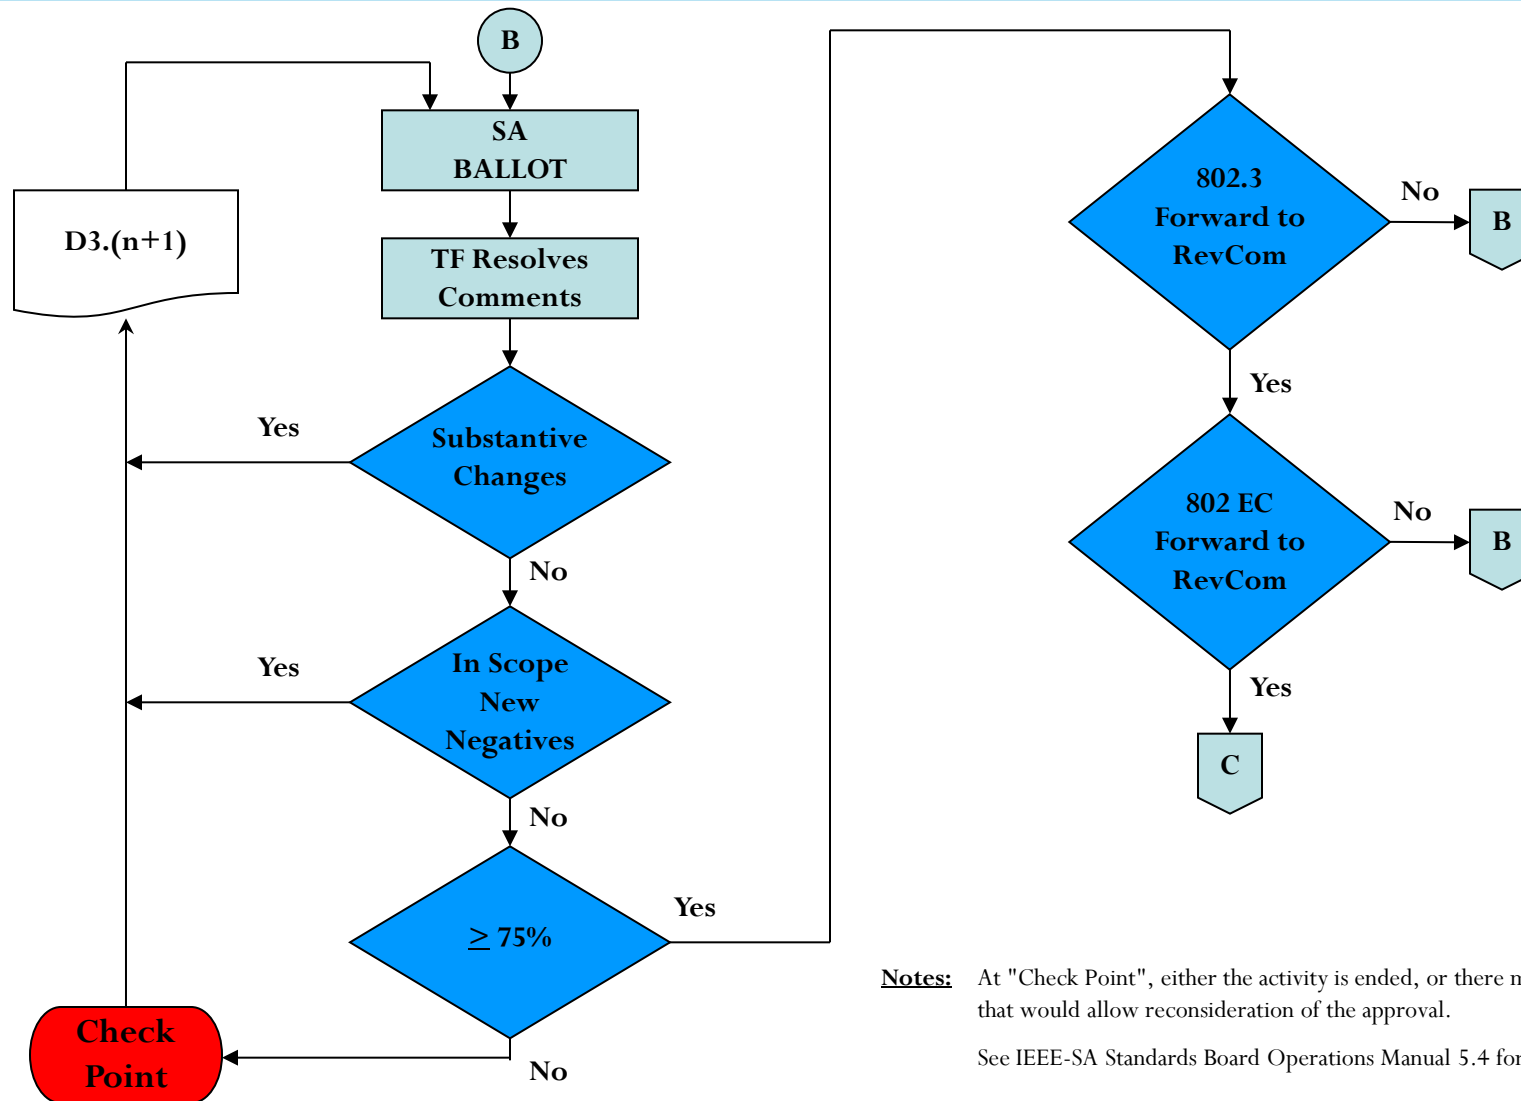 B
SA
BALLOT
D3.(n+1)
TF Resolves
Comments
Yes
Substantive
Changes
No
Yes
In Scope
New
Negatives
No
≥ 75%
Yes
Check
Point
No
802.3
Forward to
RevCom
No
B
Yes
802 EC
Forward to
RevCom
No
B
Yes
C
Notes: At "Check Point", either the activity is ended, or there
that would allow reconsideration of the approval.
See IEEE-SA Standards Board Operations Manual 5.4 for